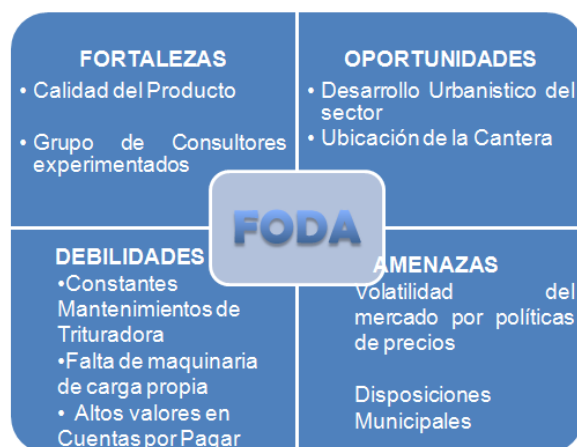 FORTALEZAS
• Calidad del Producto
• Grupo de Consultores
experimentados
OPORTUNIDADES
• Desarrollo Urbanistico del
sector
• Ubicación de la Cantera
FODA
DEBILIDADES
•Constantes
Mantenimientos de
Trituradora
•Falta de maquinaria
de carga propia
• Altos valores en
Cuentas por Pagar
AMENAZAS
Volatilidad del
mercado por políticas
de precios
Disposiciones
Municipales